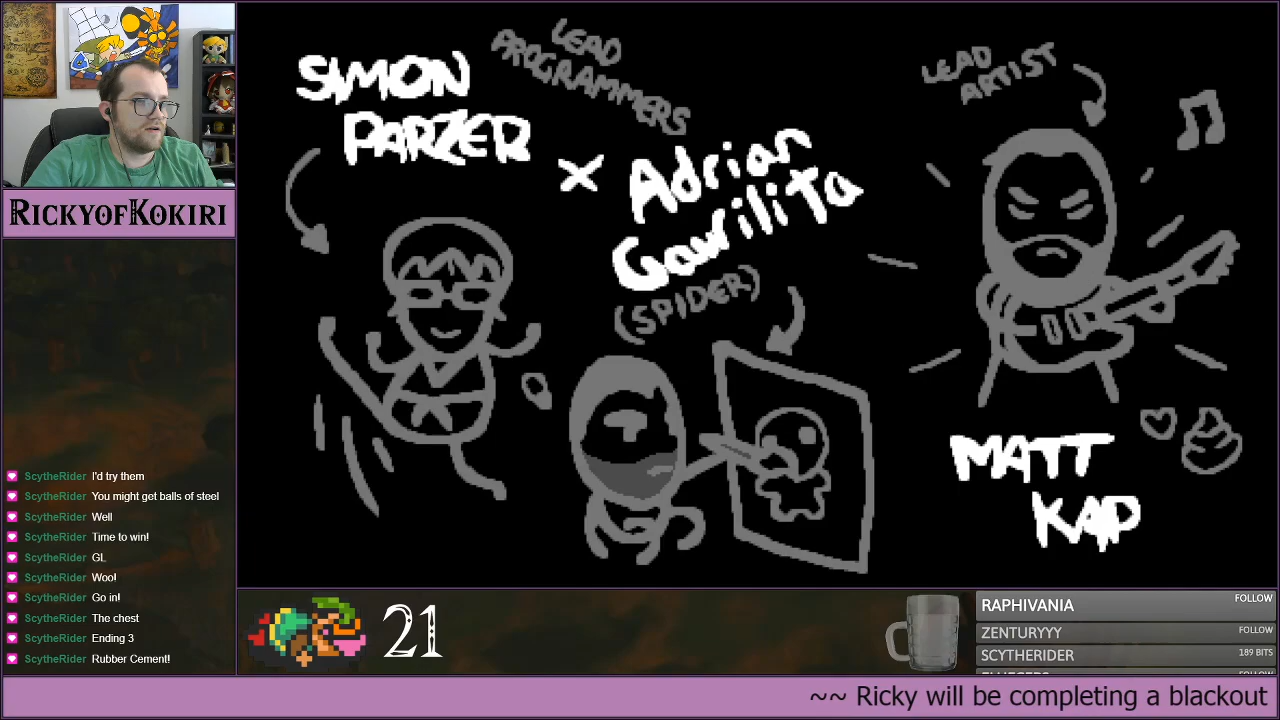 LEAD
PROGRAMMERS
SIMON
PARZER
x Adrian
Gavrilita
(SPIDER)
LEAD
ARTIST
MATT
KAP
RICKYOFKOKIRI
ScytheRider I'd try them
ScytheRider You might get balls of steel
ScytheRider Well
ScytheRider Time to win!
ScytheRider GL
ScytheRider Woo!
ScytheRider Go in!
ScytheRider The chest
ScytheRider Ending 3
ScytheRider Rubber Cement!
21
RAPHIVANIA FOLLOW
ZENTURYYY FOLLOW
SCYTHERIDER 189 BITS
~~ Ricky will be completing a blackout